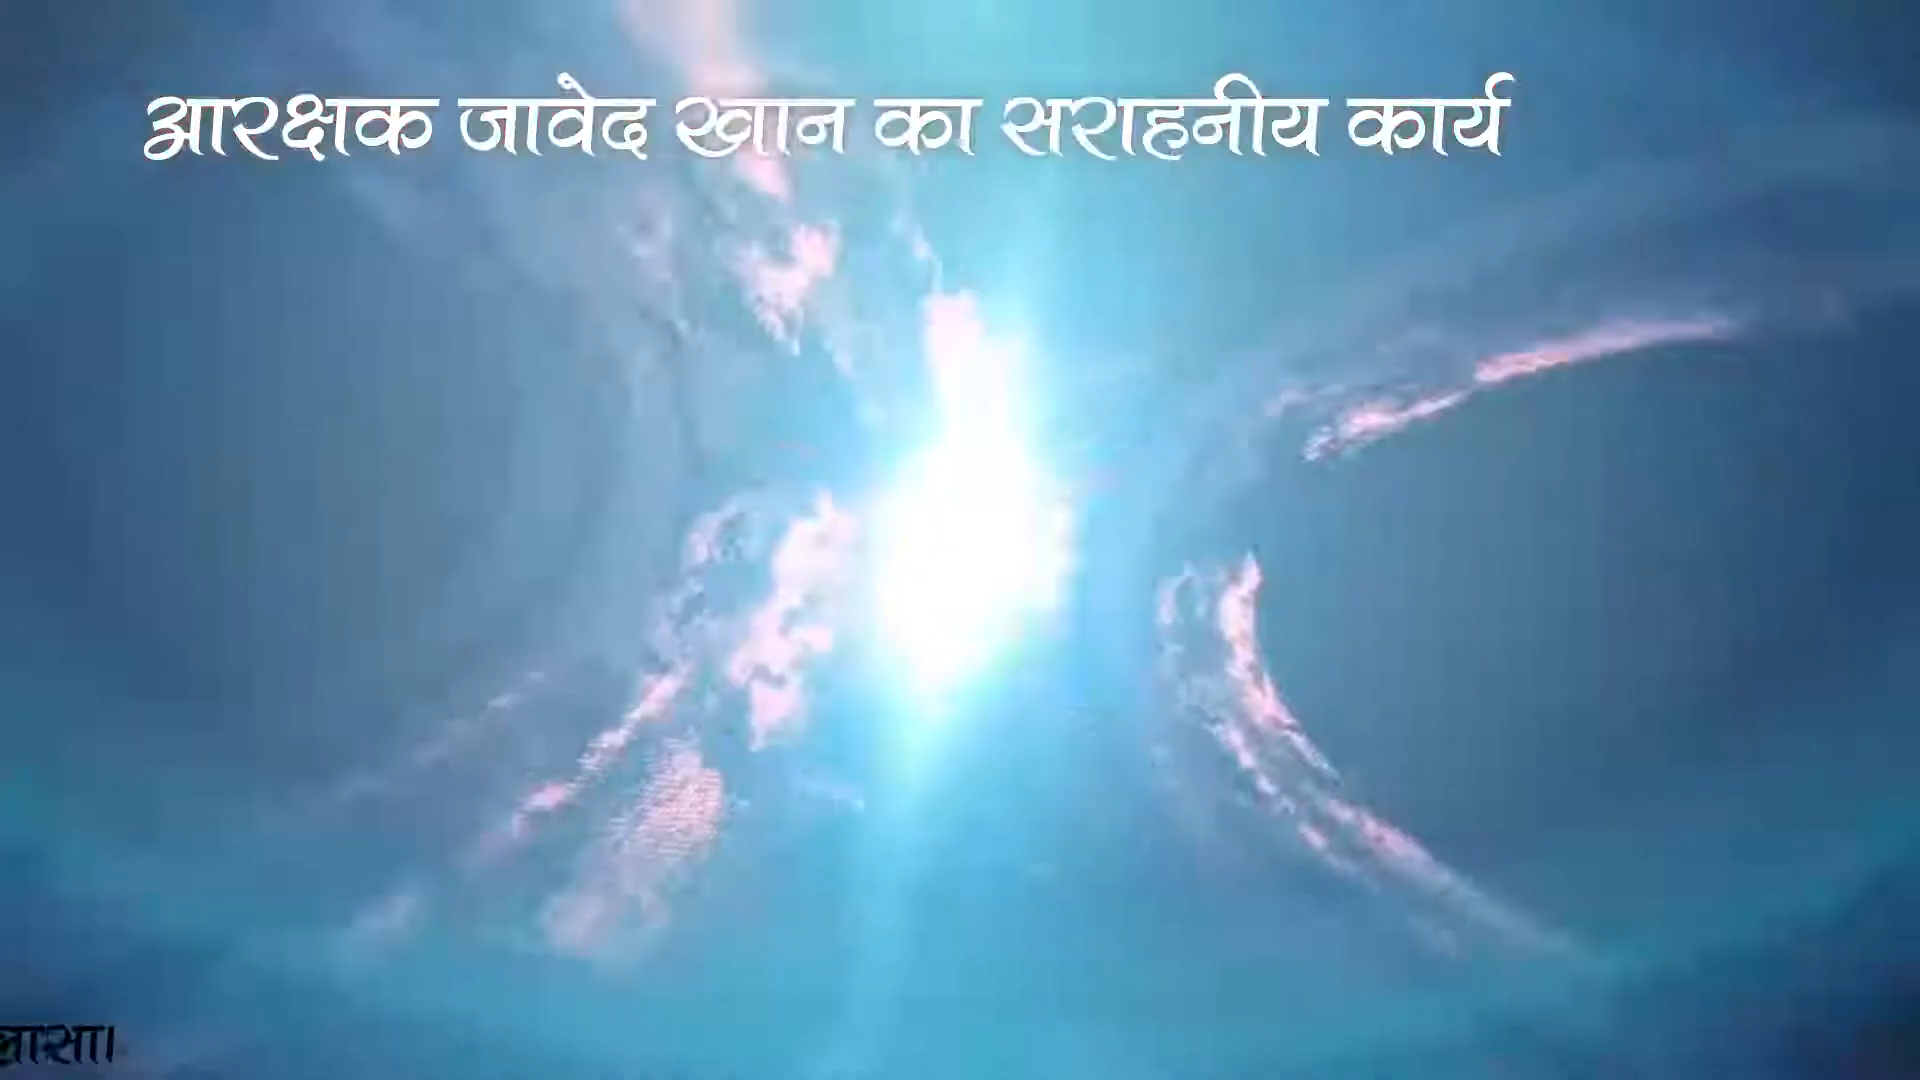 आरक्षक जावेद खान का सराहनीय कार्य